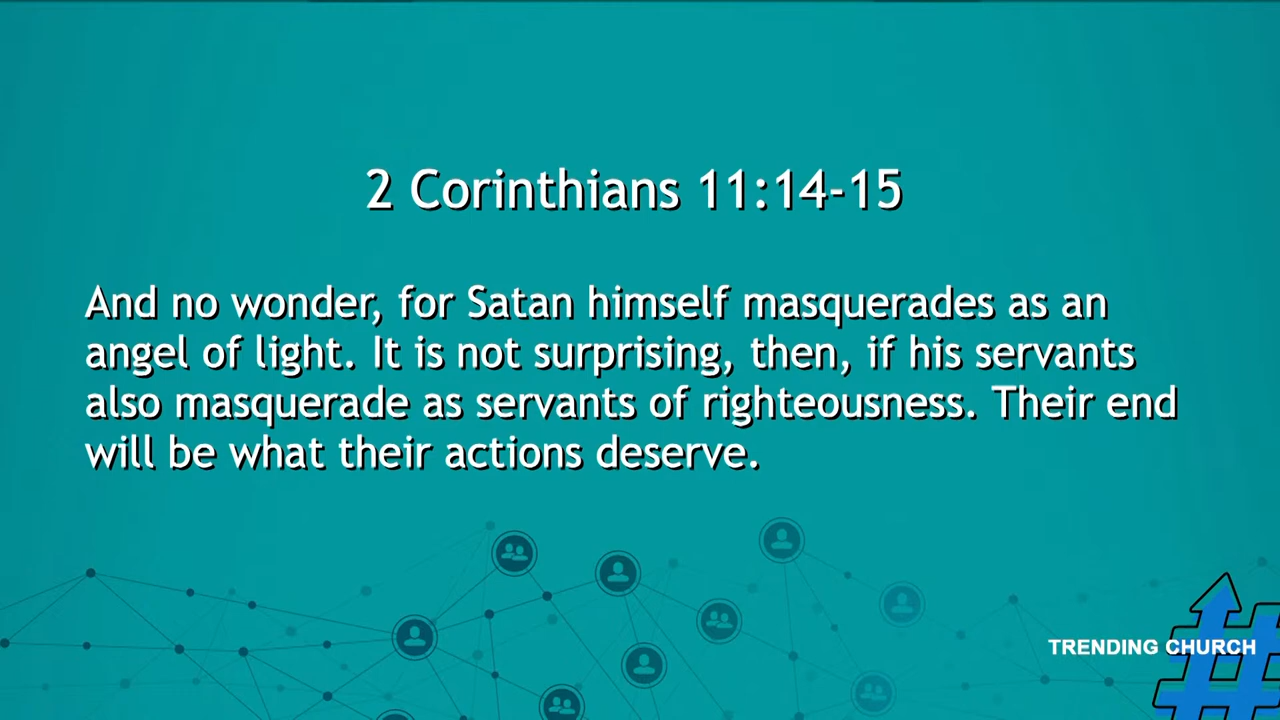 2 Corinthians 11:14-15
And no wonder, for Satan himself masquerades as an
angel of light. It is not surprising, then, if his servants
also masquerade as servants of righteousness. Their end
will be what their actions deserve.
TRENDING CHURCH